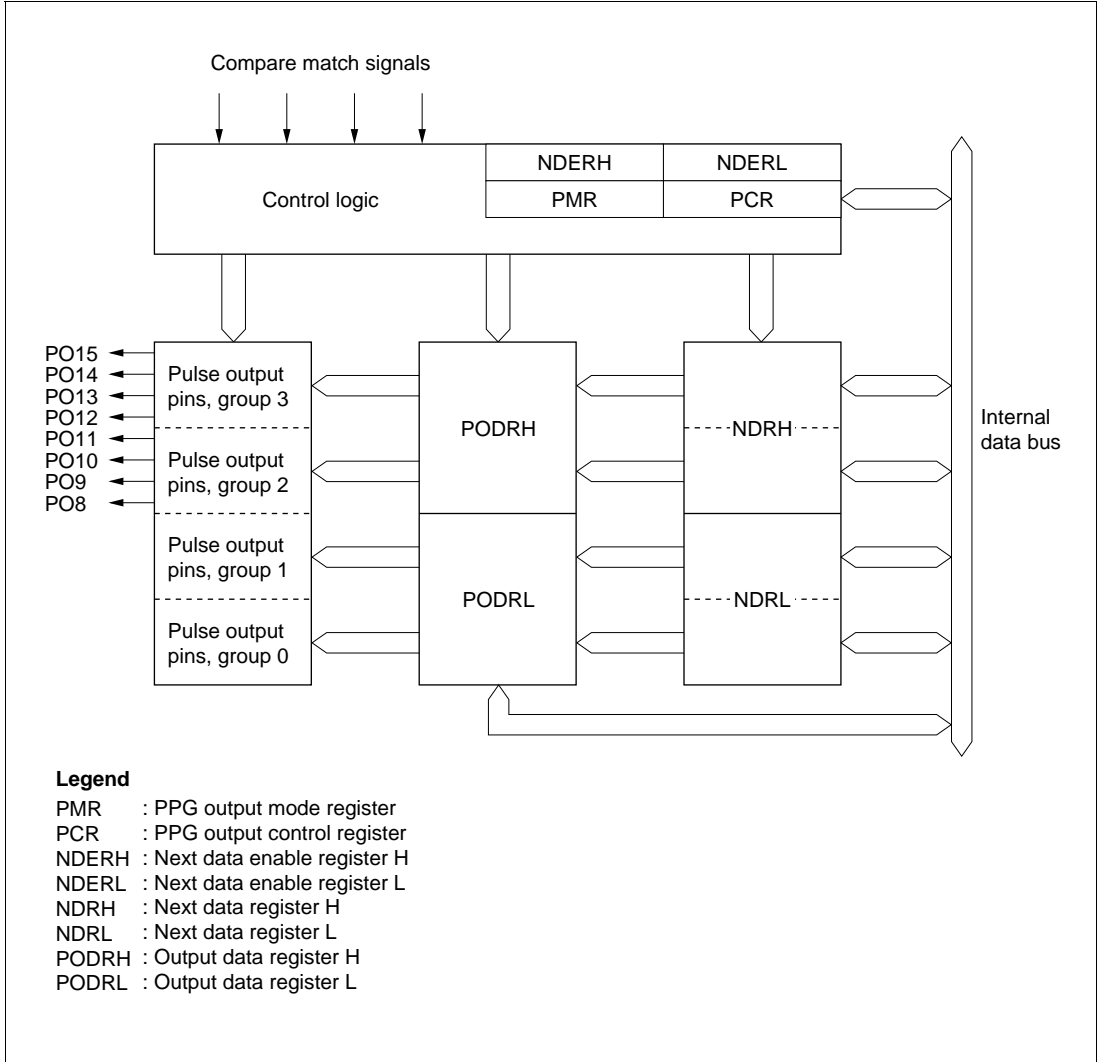 Compare match signals
NDERH NDERL
Control logic PMR PCR
PO15
PO14
PO13
PO12
PO11
PO10
PO9
PO8
Pulse output
pins, group 3
Pulse output
pins, group 2
Pulse output
pins, group 1
Pulse output
pins, group 0
PODRH
PODRL
NDRH
NDRL
Internal
data bus
Legend
PMR : PPG output mode register
PCR : PPG output control register
NDERH : Next data enable register H
NDERL : Next data enable register L
NDRH : Next data register H
NDRL : Next data register L
PODRH : Output data register H
PODRL : Output data register L